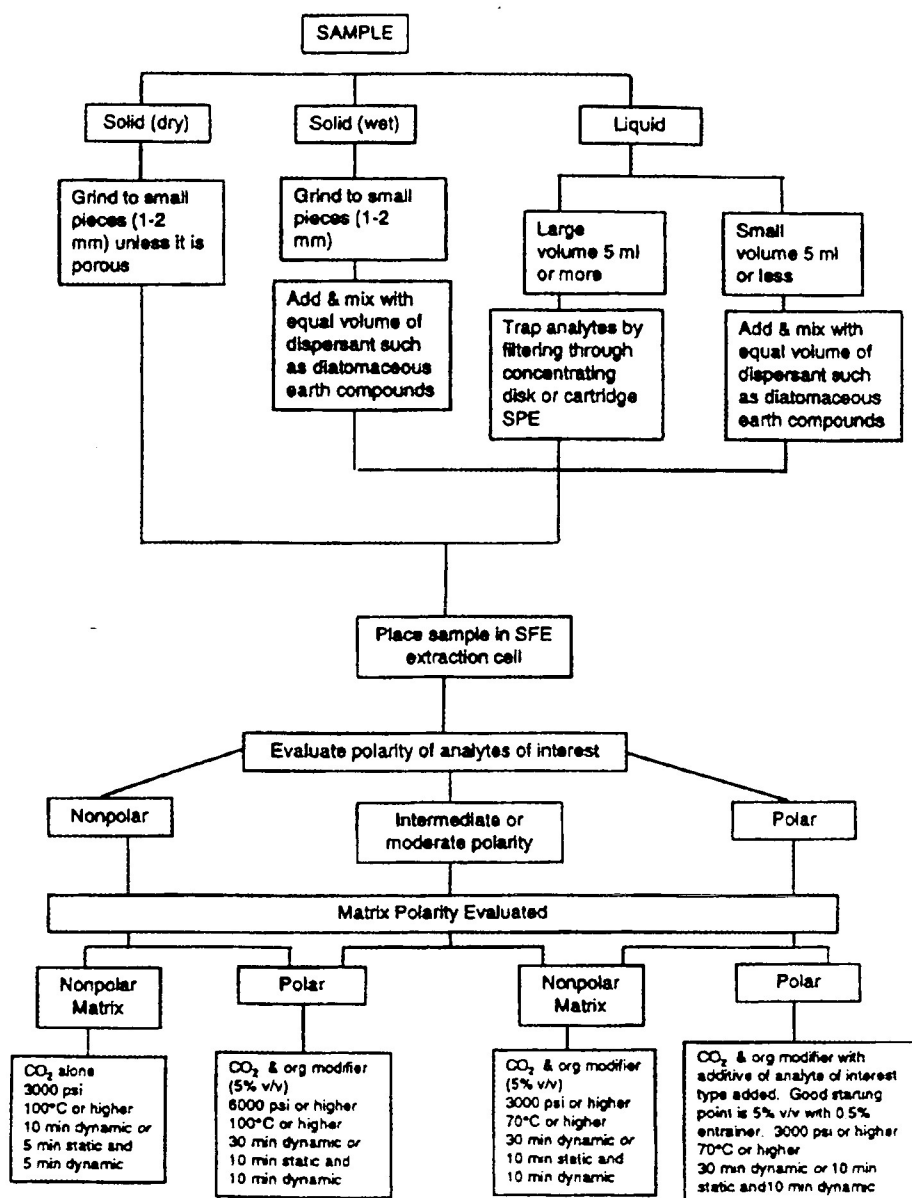 SAMPLE
Solid (dry)
Solid (wet)
Liquid
Grind to small
pieces (1-2
mm) unless it is
porous
Grind to small
pieces (1-2
mm)
Large
volume 5 ml
or more
Small
volume 5 ml
or less
Add & mix with
equal volume of
dispersant such
as diatomaceous
earth compounds
Trap analytes by
filtering through
concentrating
disk or cartridge
SPE
Add & mix with
equal volume of
dispersant such
as diatomaceous
earth compounds
Place sample in SFE
extraction cell
Evaluate polarity of analytes of interest
Nonpolar
Intermediate or
moderate polarity
Polar
Matrix Polarity Evaluated
Nonpolar
Matrix
Polar
Nonpolar
Matrix
Polar
CO₂ alone
3000 psi
100°C or higher
10 min dynamic or
5 min static and
5 min dynamic
CO₂ & org modifier
(5% v/v)
6000 psi or higher
100°C or higher
30 min dynamic or
10 min static and
10 min dynamic
CO₂ & org modifier
(5% v/v)
3000 psi or higher
70°C or higher
30 min dynamic or
10 min static and
10 min dynamic
CO₂ & org modifier with
additive of analyte of interest
type added. Good starting
point is 5% v/v with 0.5%
entrainer. 3000 psi or higher
70°C or higher
30 min dynamic or 10 min
static and10 min dynamic